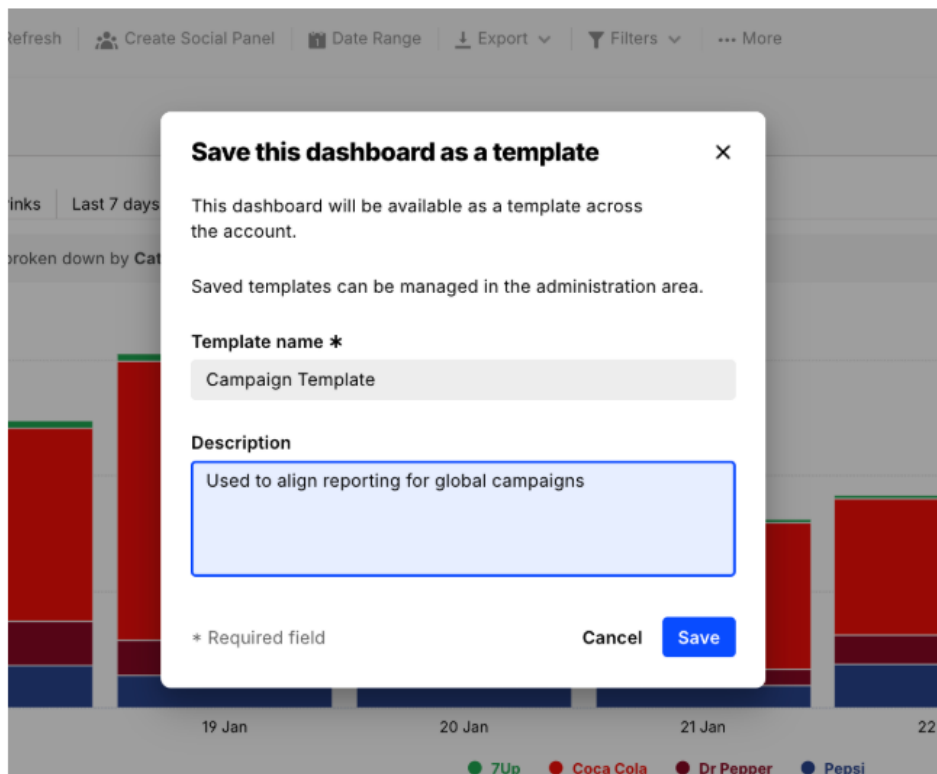 Refresh
Create Social Panel
Date Range
Export
Filters
••• More
Save this dashboard as a template
This dashboard will be available as a template across
the account.
Saved templates can be managed in the administration area.
Template name *
Campaign Template
Description
Used to align reporting for global campaigns
* Required field
Cancel
Save
rinks
Last 7 days
broken down by Cat
19 Jan
20 Jan
21 Jan
22
7Up
Coca Cola
Dr Pepper
Pepsi